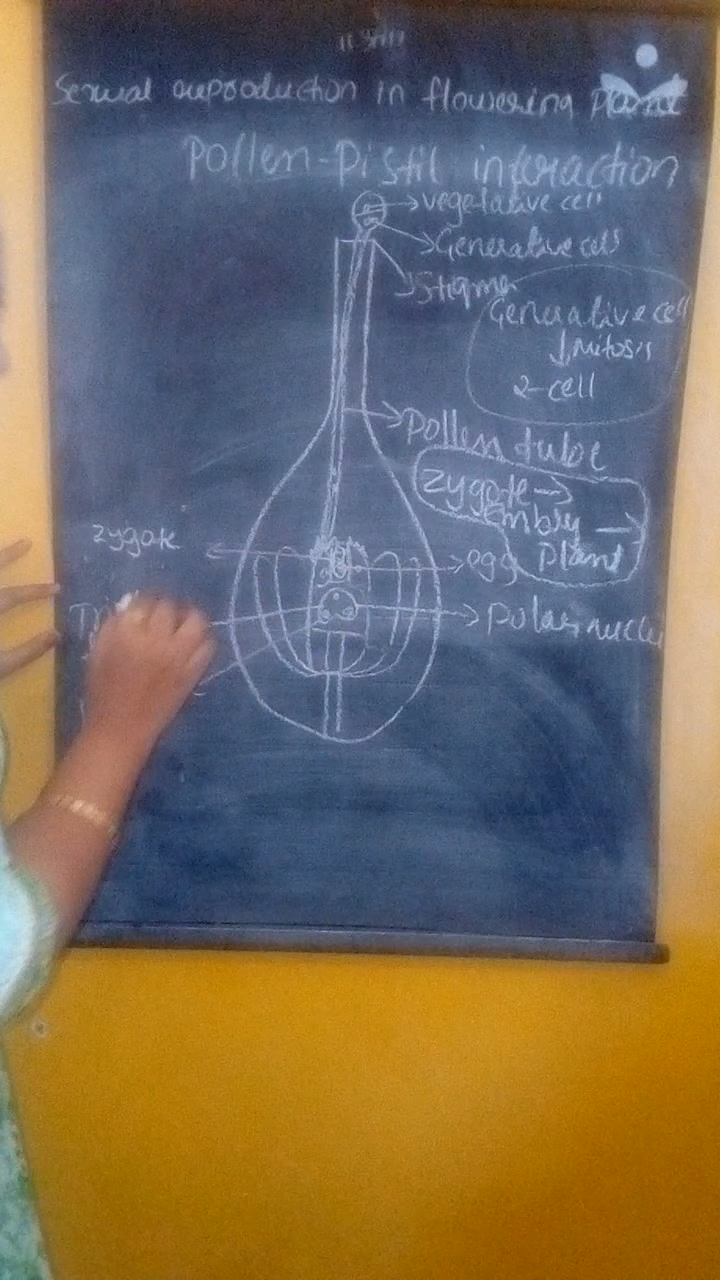 Sexual reproduction in flowering Plant
Pollen-Pistil interaction
vegetative cell
Generative cell
Stigma
Generative cell
↓ Mitosis
2-cell
Pollen tube
zygote →
Embry →
Plant
zygote
egg
Polar nuclei